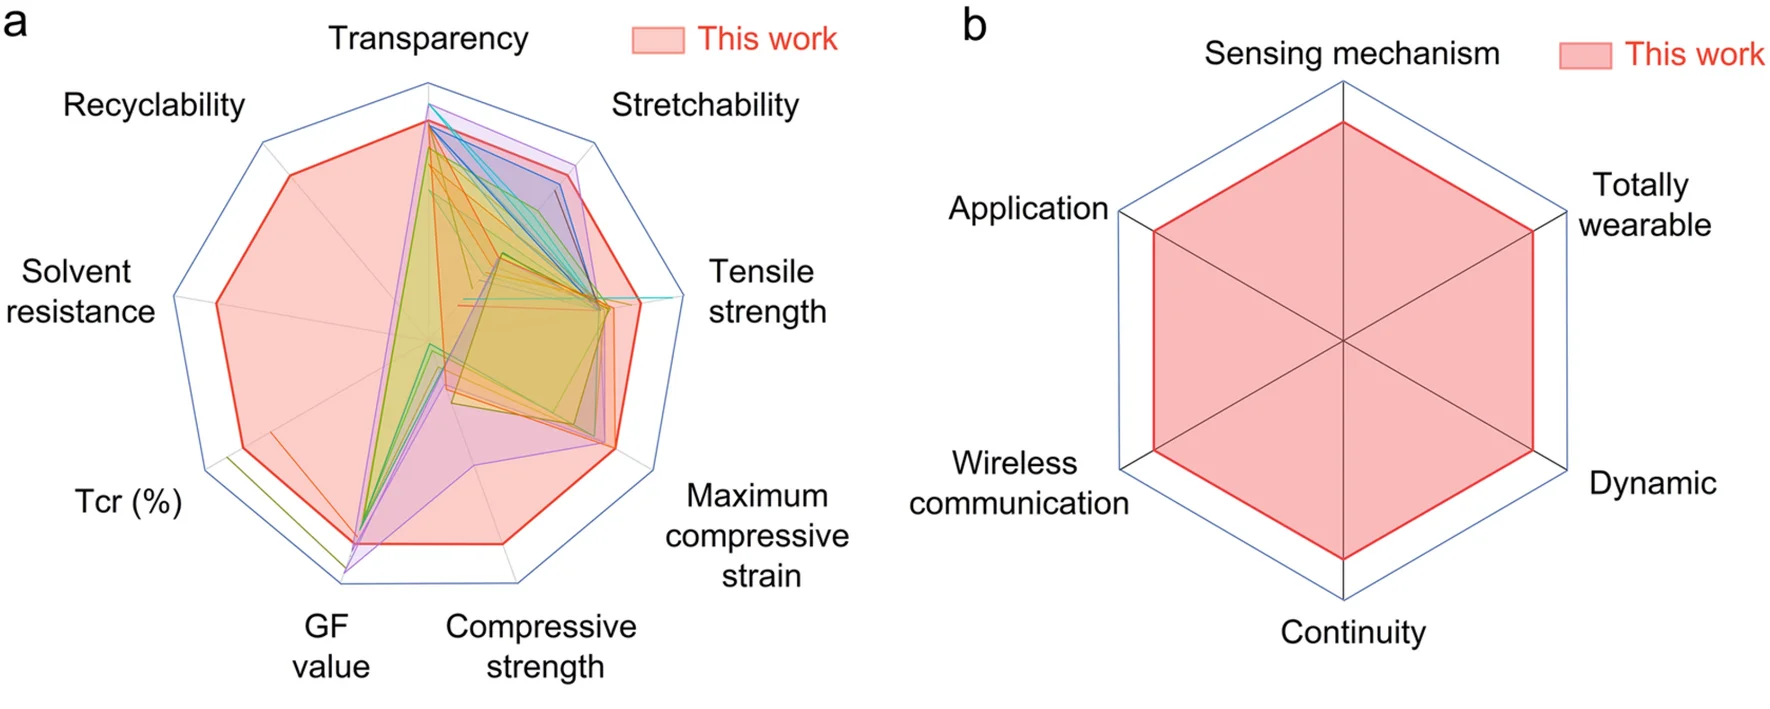 a
Transparency
This work
Recyclability
Stretchability
Solvent
resistance
Tensile
strength
Tcr (%)
Maximum
compressive
strain
GF
value
Compressive
strength
b
Sensing mechanism
This work
Totally
wearable
Application
Wireless
communication
Dynamic
Continuity